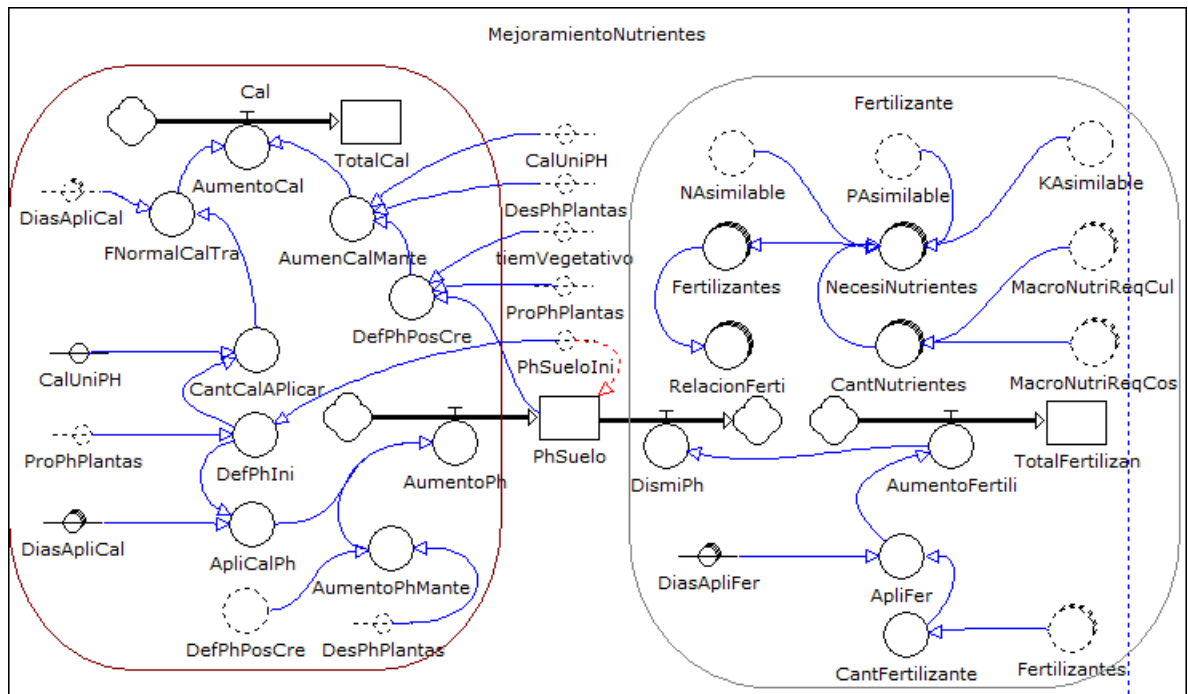 MejoramientoNutrientes
Cal
Fertilizante
TotalCal
CalUniPH
AumentoCal
NAsimilable
PAsimilable
KAsimilable
DiasApliCal
DesPhPlantas
FNormalCalTra
AumenCalMante
tiemVegetativo
Fertilizantes
NecesiNutrientes
MacroNutriReqCul
ProPhPlantas
DefPhPosCre
PhSueloIni
CalUniPH
CantCalAPlicar
RelacionFerti
CantNutrientes
MacroNutriReqCos
ProPhPlantas
DefPhIni
AumentoPh
PhSuelo
DismiPh
AumentoFertili
TotalFertilizan
DiasApliCal
ApliCalPh
AumentoPhMante
DiasApliFer
ApliFer
DefPhPosCre
DesPhPlantas
CantFertilizante
Fertilizantes